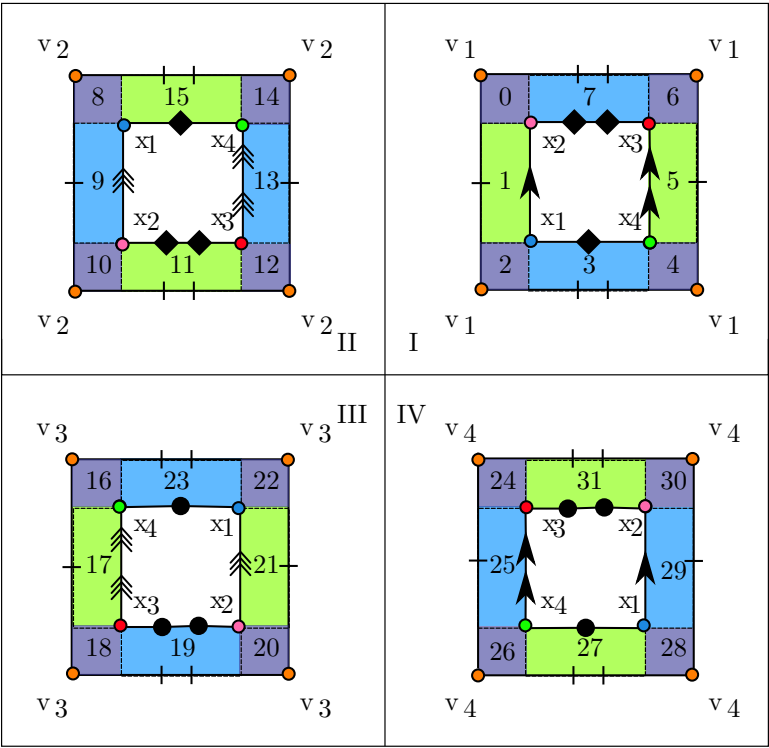 v2 v2 v1 v1
8 15 14 0 7 6
x1 x4 x2 x3
9 13 1 5
x2 x3 x1 x4
10 11 12 2 3 4
v2 v2 v1 v1
II I
III IV
v3 v3 v4 v4
16 23 22 24 31 30
x4 x1 x3 x2
17 21 25 29
x3 x2 x4 x1
18 19 20 26 27 28
v3 v3 v4 v4